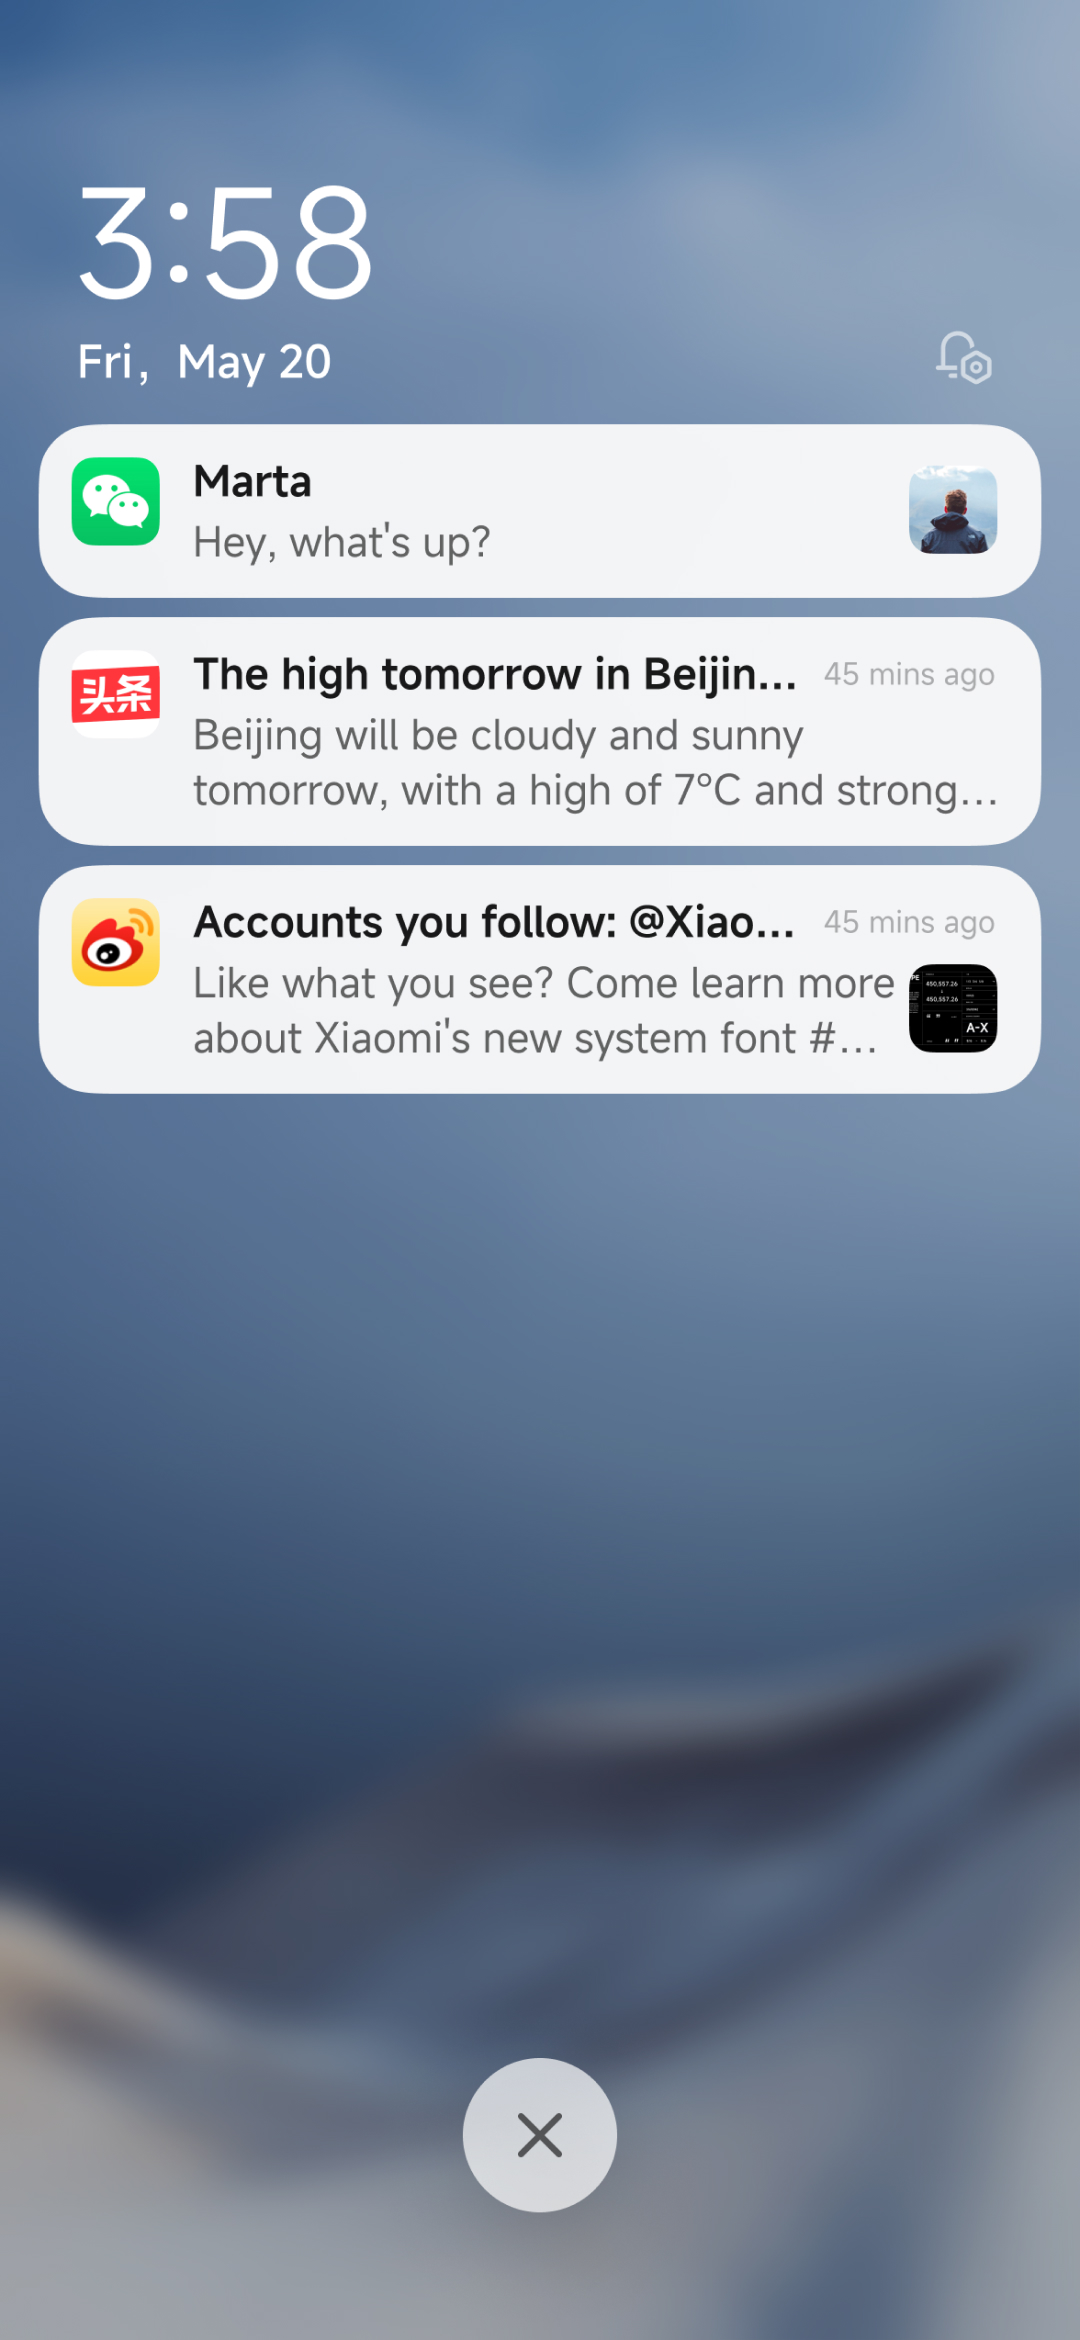 3:58
Fri, May 20
Marta
Hey, what's up?
头条
The high tomorrow in Beijin...
45 mins ago
Beijing will be cloudy and sunny
tomorrow, with a high of 7°C and strong...
Accounts you follow: @Xiao...
45 mins ago
Like what you see? Come learn more
about Xiaomi's new system font #...
450,557.26
450,557.26
A-X